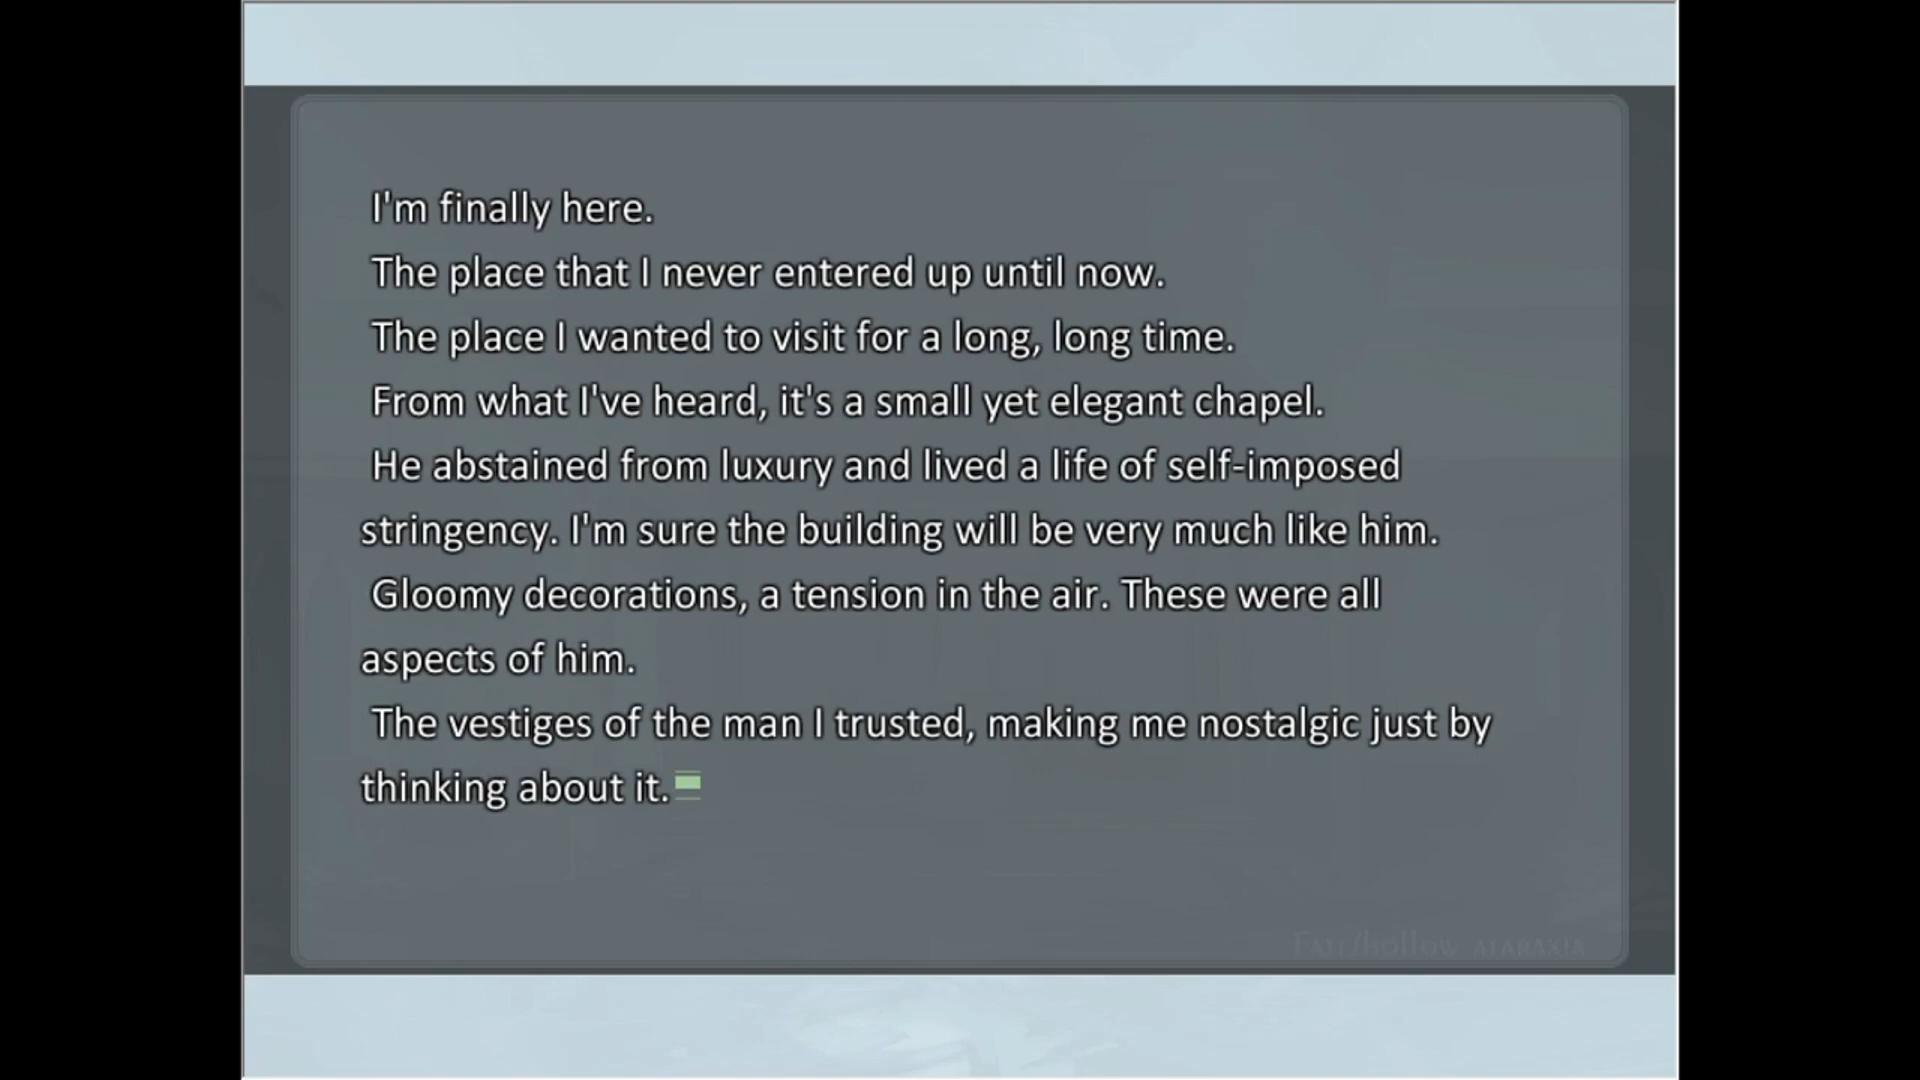 I'm finally here.
The place that I never entered up until now.
The place I wanted to visit for a long, long time.
From what I've heard, it's a small yet elegant chapel.
He abstained from luxury and lived a life of self-imposed
stringency. I'm sure the building will be very much like him.
Gloomy decorations, a tension in the air. These were all
aspects of him.
The vestiges of the man I trusted, making me nostalgic just by
thinking about it.
Fate/hollow ataraxia